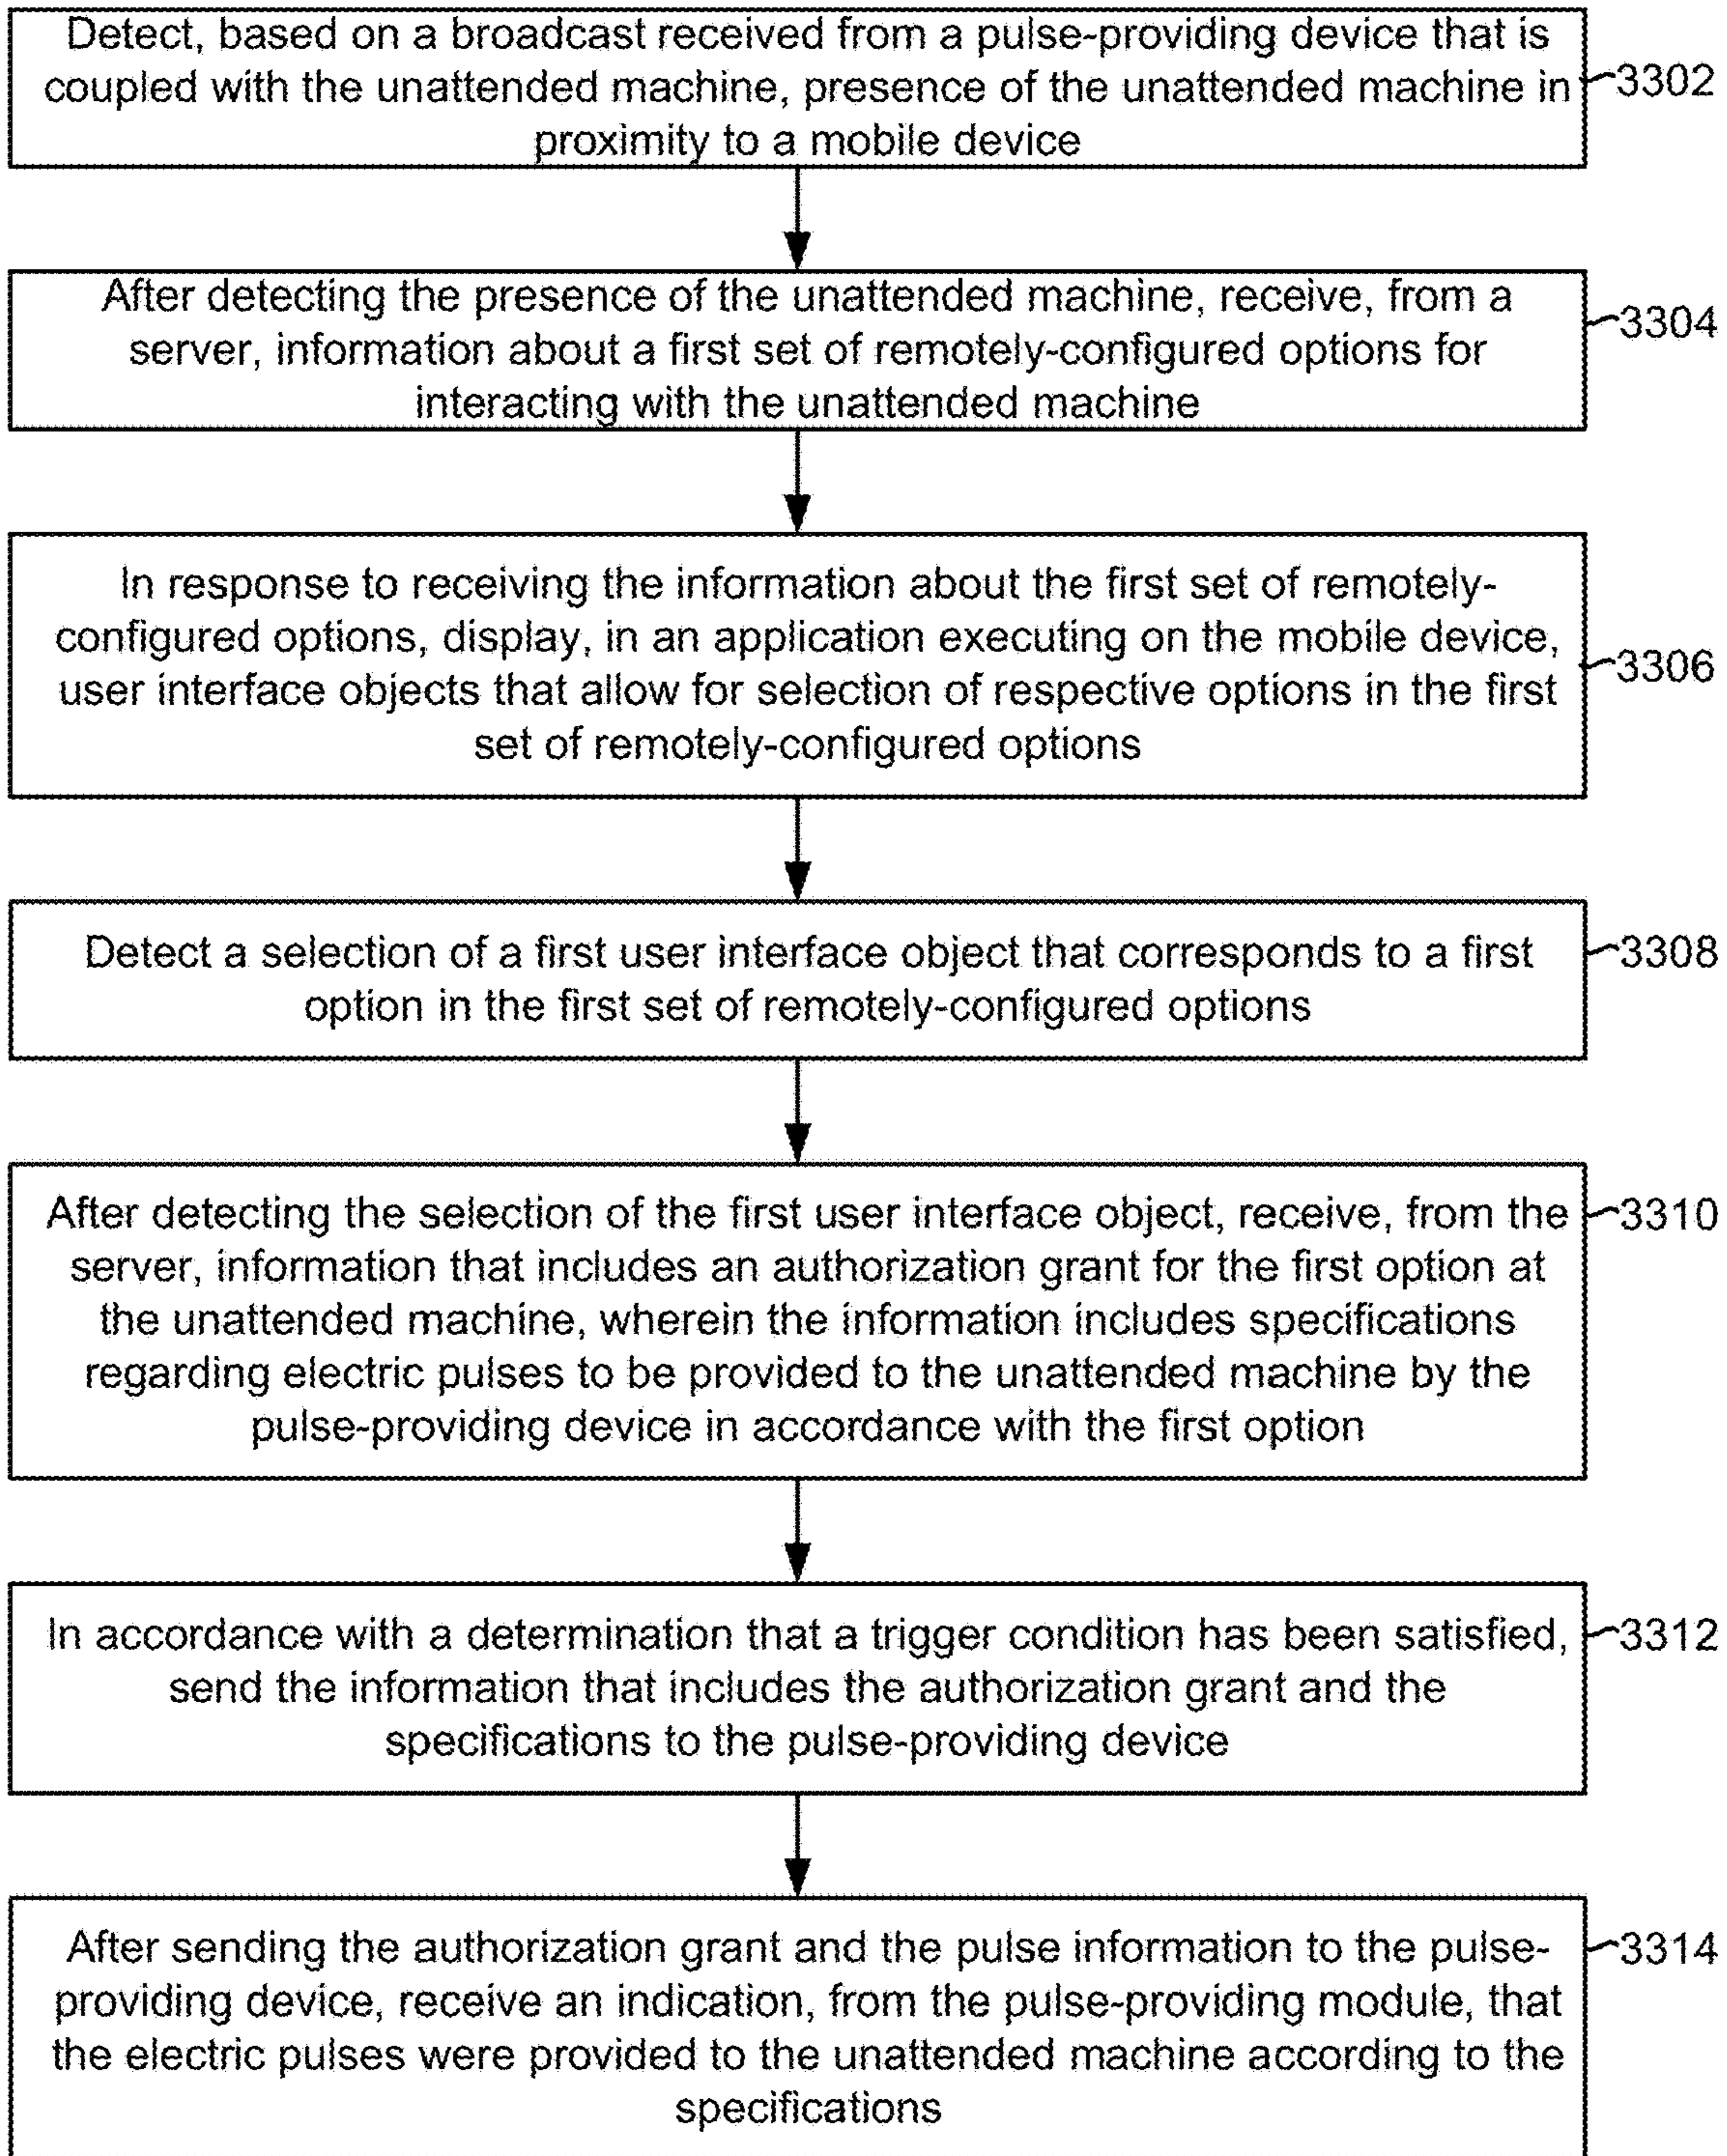 Detect, based on a broadcast received from a pulse-providing device that is
coupled with the unattended machine, presence of the unattended machine in
proximity to a mobile device
3302
After detecting the presence of the unattended machine, receive, from a
server, information about a first set of remotely-configured options for
interacting with the unattended machine
3304
In response to receiving the information about the first set of remotely-
configured options, display, in an application executing on the mobile device,
user interface objects that allow for selection of respective options in the first
set of remotely-configured options
3306
Detect a selection of a first user interface object that corresponds to a first
option in the first set of remotely-configured options
3308
After detecting the selection of the first user interface object, receive, from the
server, information that includes an authorization grant for the first option at
the unattended machine, wherein the information includes specifications
regarding electric pulses to be provided to the unattended machine by the
pulse-providing device in accordance with the first option
3310
In accordance with a determination that a trigger condition has been satisfied,
send the information that includes the authorization grant and the
specifications to the pulse-providing device
3312
After sending the authorization grant and the pulse information to the pulse-
providing device, receive an indication, from the pulse-providing module, that
the electric pulses were provided to the unattended machine according to the
specifications
3314